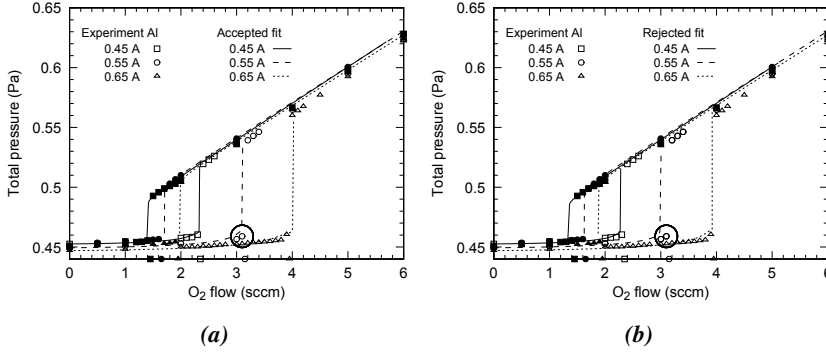 Total pressure (Pa)
0.65
0.6
0.55
0.5
0.45
0 1 2 3 4 5 6
O2 flow (sccm)
Experiment Al
0.45 A
0.55 A
0.65 A
Accepted fit
0.45 A
0.55 A
0.65 A
(a)
Total pressure (Pa)
0.65
0.6
0.55
0.5
0.45
0 1 2 3 4 5 6
O2 flow (sccm)
Experiment Al
0.45 A
0.55 A
0.65 A
Rejected fit
0.45 A
0.55 A
0.65 A
(b)